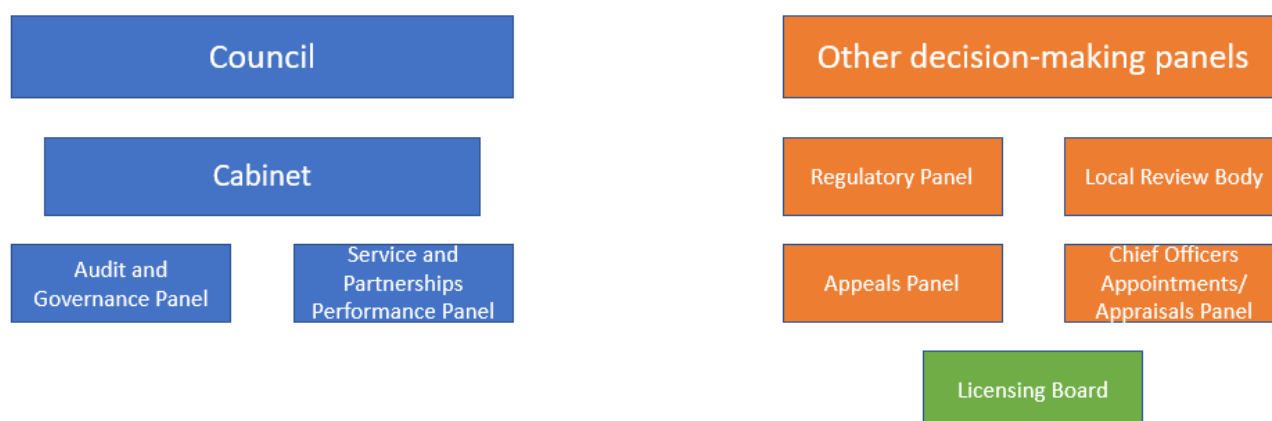 Council
Other decision-making panels
Cabinet
Regulatory Panel
Local Review Body
Audit and
Governance Panel
Service and
Partnerships
Performance Panel
Appeals Panel
Chief Officers
Appointments/
Appraisals Panel
Licensing Board